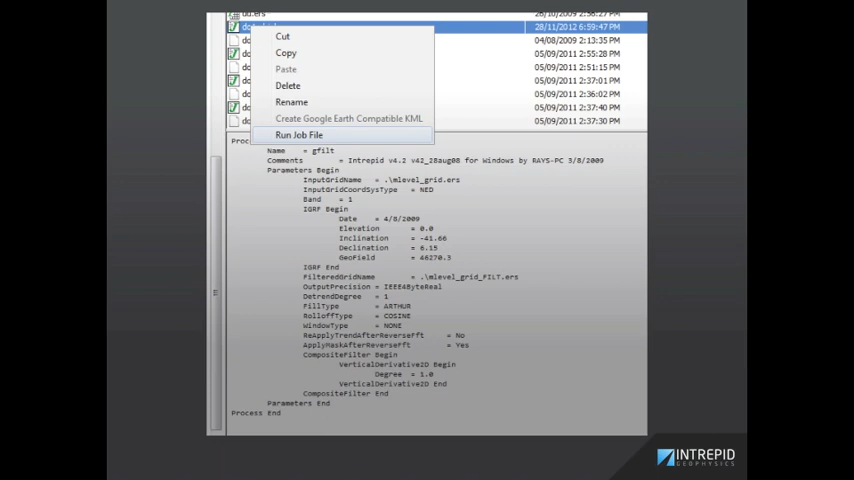 dd.ers
26/10/2009 2:56:27 PM
28/11/2012 6:59:47 PM
Cut
04/08/2009 2:13:35 PM
Copy
05/09/2011 2:55:28 PM
Paste
05/09/2011 2:51:15 PM
Delete
05/09/2011 2:37:01 PM
05/09/2011 2:36:02 PM
Rename
05/09/2011 2:37:40 PM
Create Google Earth Compatible KML
05/09/2011 2:37:30 PM
Run Job File
Name = gfilt
Comments = Intrepid v4.2 v42_28aug08 for Windows by RAYS-PC 3/8/2009
Parameters Begin
InputGridName = .\mlevel_grid.ers
InputGridCoordSysType = NED
Band = 1
IGRF Begin
Date = 4/8/2009
Elevation = 0.0
Inclination = -41.66
Declination = 6.15
GeoField = 46270.3
IGRF End
FilteredGridName = .\mlevel_grid_FILT.ers
OutputPrecision = IEEE4ByteReal
DetrendDegree = 1
FillType = ARTHUR
RolloffType = COSINE
WindowType = NONE
ReApplyTrendAfterReverseFft = No
ApplyMaskAfterReverseFft = Yes
CompositeFilter Begin
VerticalDerivative2D Begin
Degree = 1.0
VerticalDerivative2D End
CompositeFilter End
Parameters End
Process End
INTREPID
GEOPHYSICS